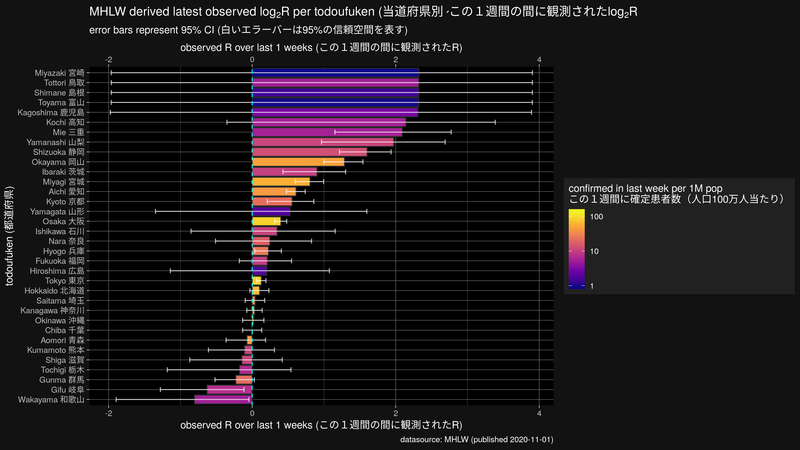 MHLW derived latest observed log2R per todoufuken (当道府県別 -この１週間の間に観測されたlog2R
error bars represent 95% CI (白いエラーバーは95%の信頼空間を表す)
observed R over last 1 weeks (この１週間の間に観測されたR)
-2 0 2 4
todoufuken (都道府県)
Miyazaki 宮崎
Tottori 鳥取
Shimane 島根
Toyama 富山
Kagoshima 鹿児島
Kochi 高知
Mie 三重
Yamanashi 山梨
Shizuoka 静岡
Okayama 岡山
Ibaraki 茨城
Miyagi 宮城
Aichi 愛知
Kyoto 京都
Yamagata 山形
Osaka 大阪
Ishikawa 石川
Nara 奈良
Hyogo 兵庫
Fukuoka 福岡
Hiroshima 広島
Tokyo 東京
Hokkaido 北海道
Saitama 埼玉
Kanagawa 神奈川
Okinawa 沖縄
Chiba 千葉
Aomori 青森
Kumamoto 熊本
Shiga 滋賀
Tochigi 栃木
Gunma 群馬
Gifu 岐阜
Wakayama 和歌山
-2 0 2 4
observed R over last 1 weeks (この１週間の間に観測されたR)
datasource: MHLW (published 2020-11-01)
confirmed in last week per 1M pop
この１週間に確定患者数（人口100万人当たり）
100
10
1